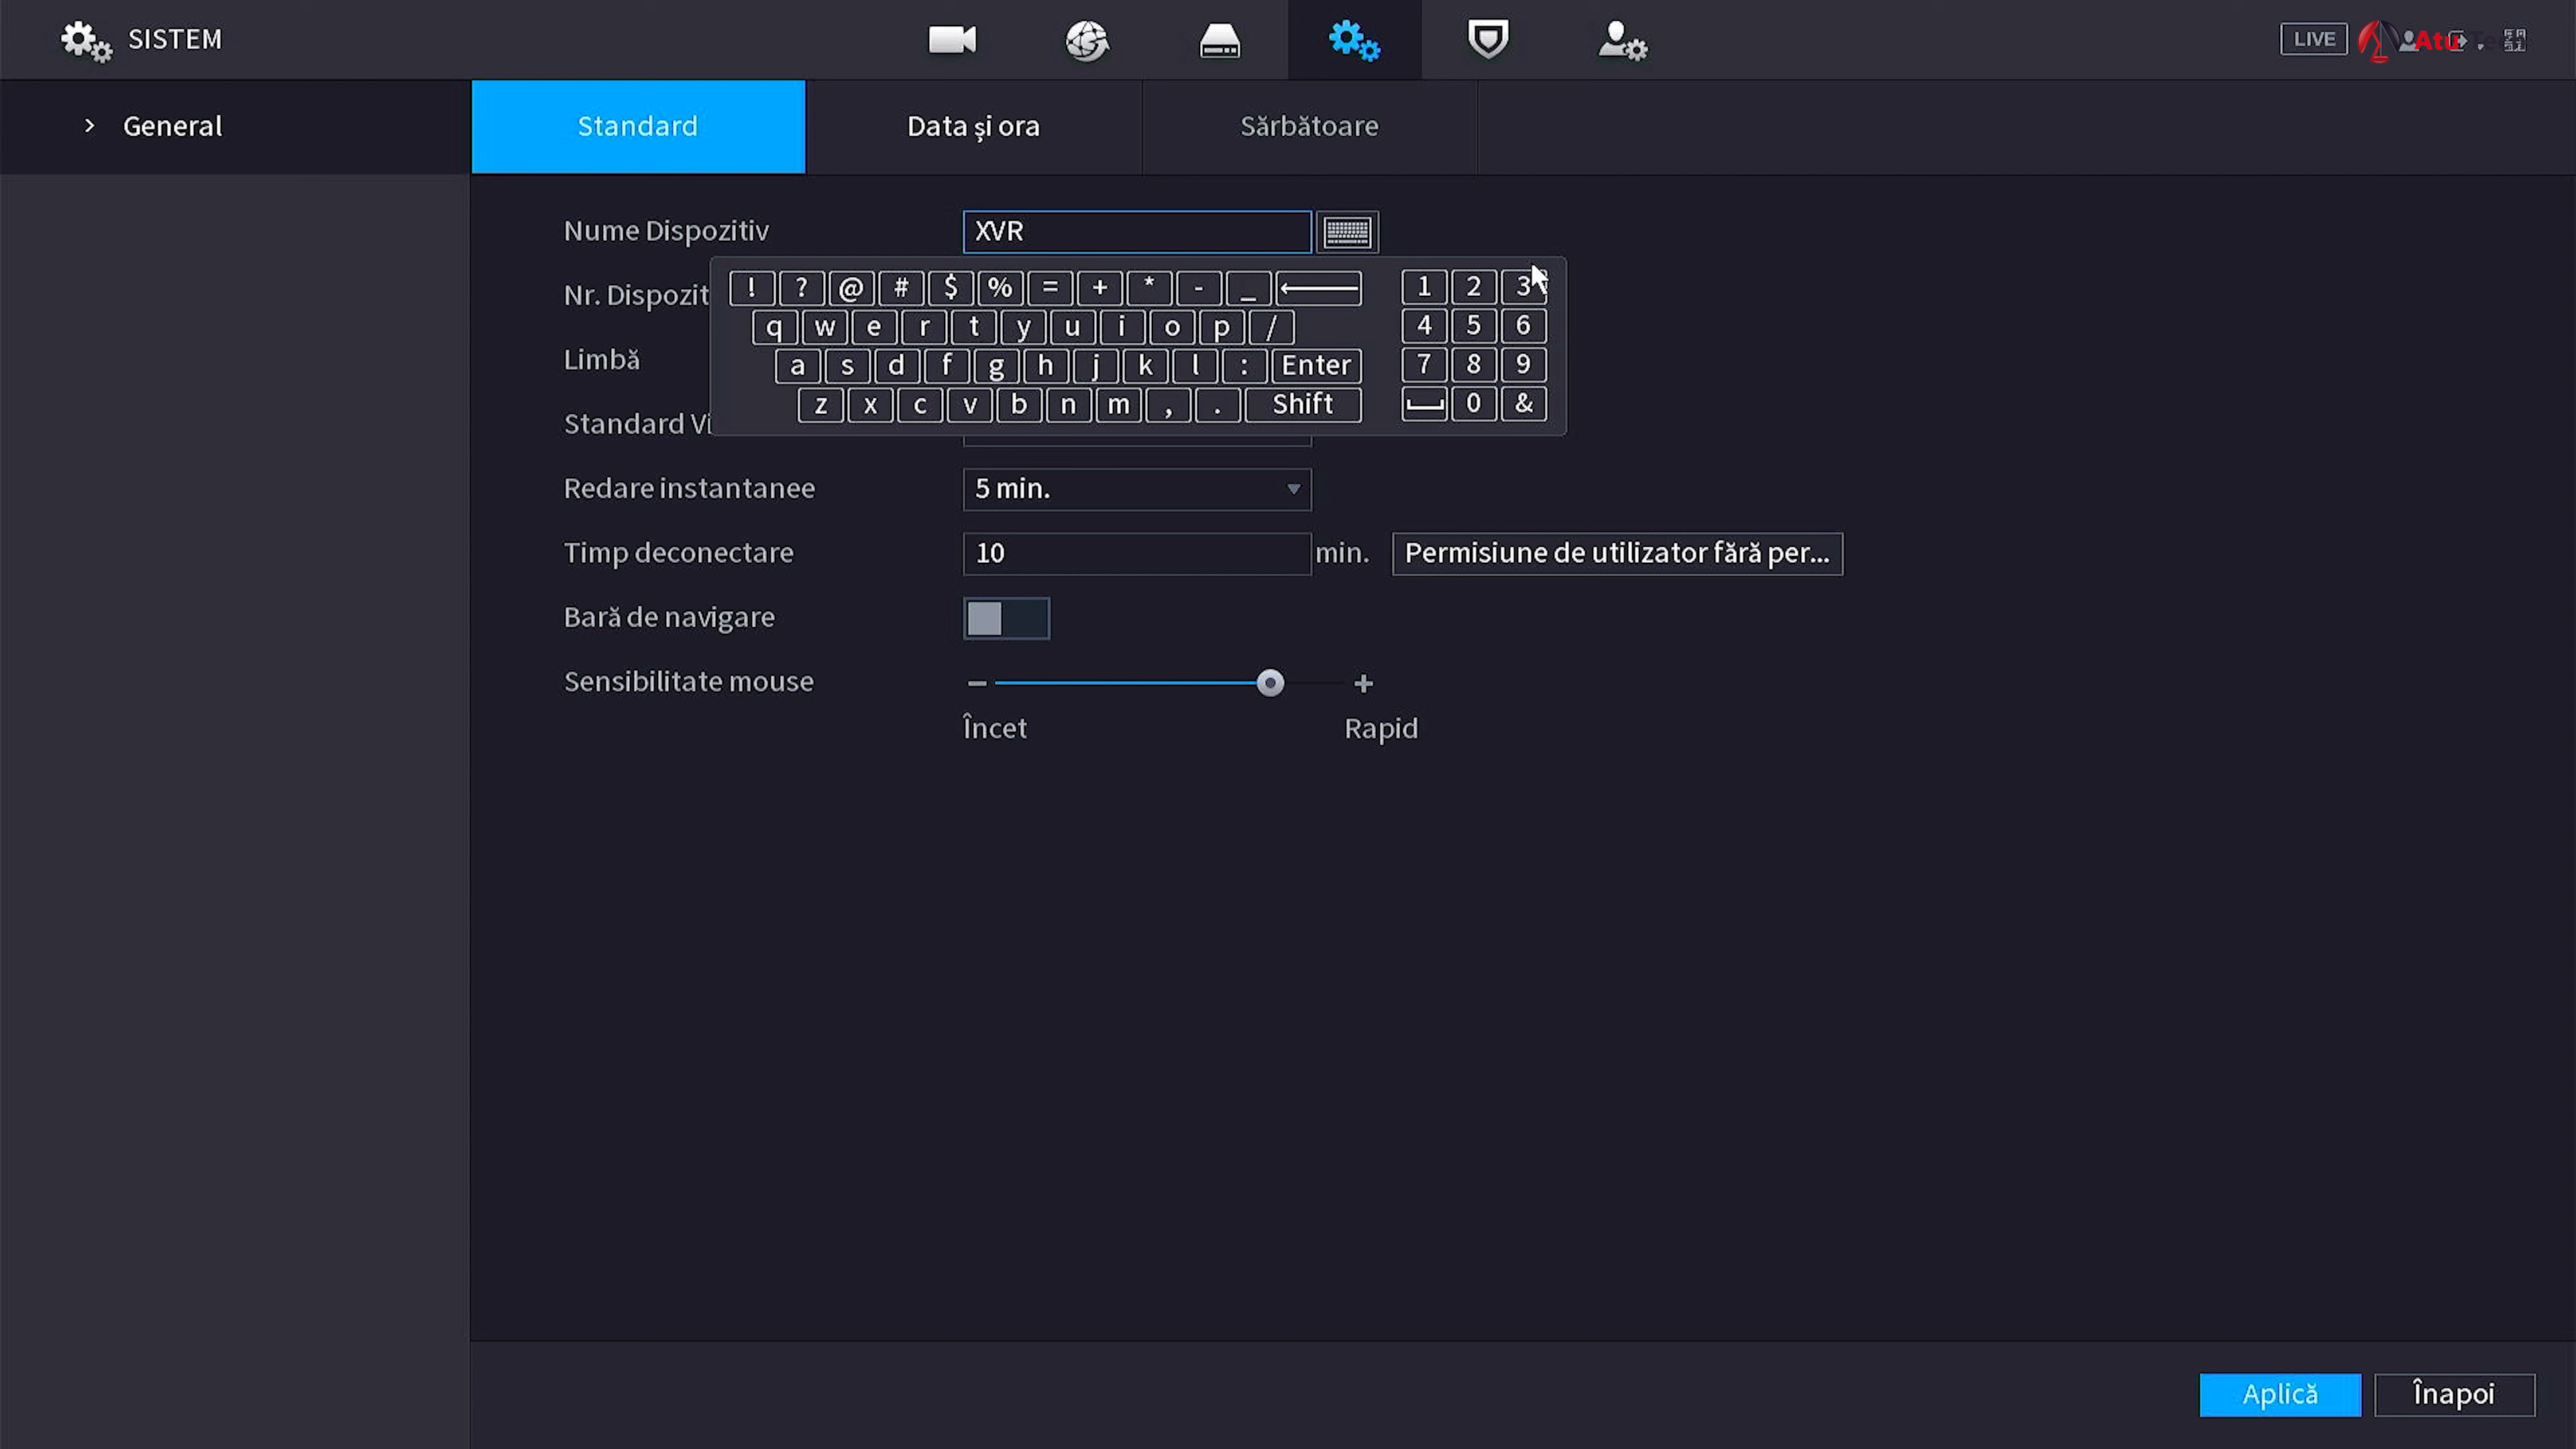 SISTEM
LIVE
Atu
General
Standard
Data și ora
Sărbătoare
Nume Dispozitiv
XVR
! ? @ # $ % = + * - _
1 2 3
Nr. Dispozit
q w e r t y u i o p /
4 5 6
Limbă
a s d f g h j k l : Enter
7 8 9
z x c v b n m , . Shift
0 &
Standard Vi
Redare instantanee
5 min.
Timp deconectare
10
min.
Permisiune de utilizator fără per...
Bară de navigare
Sensibilitate mouse
Încet
Rapid
Aplică
Înapoi